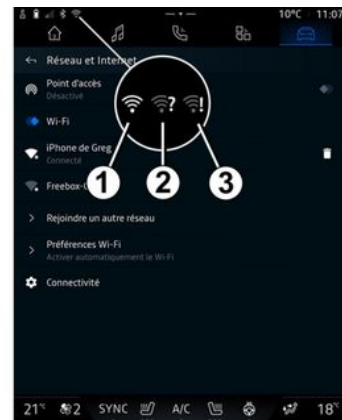 10°C 11:07
Réseau et Internet
Point d'accès
Désactivé
Wi-Fi
?
!
iPhone de Greg
Connecté
1
2
3
Freebox-
Rejoindre un autre réseau
Préférences Wi-Fi
Activer automatiquement le Wi-Fi
Connectivité
21° 2 SYNC A/C 18°